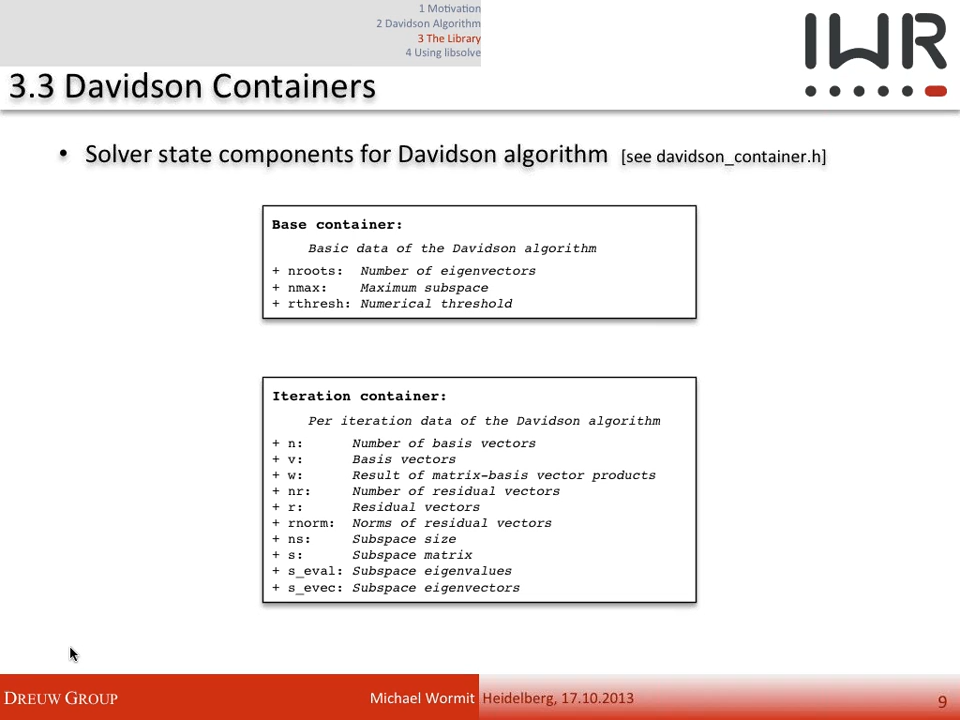 1 Motivation
2 Davidson Algorithm
3 The Library
4 Using libsolve
IWR
3.3 Davidson Containers
• Solver state components for Davidson algorithm [see davidson_container.h]
Base container:
Basic data of the Davidson algorithm
+ nroots: Number of eigenvectors
+ nmax: Maximum subspace
+ rthresh: Numerical threshold
Iteration container:
Per iteration data of the Davidson algorithm
+ n: Number of basis vectors
+ v: Basis vectors
+ w: Result of matrix-basis vector products
+ nr: Number of residual vectors
+ r: Residual vectors
+ rnorm: Norms of residual vectors
+ ns: Subspace size
+ s: Subspace matrix
+ s_eval: Subspace eigenvalues
+ s_evec: Subspace eigenvectors
DREUW GROUP
Michael Wormit Heidelberg, 17.10.2013
9